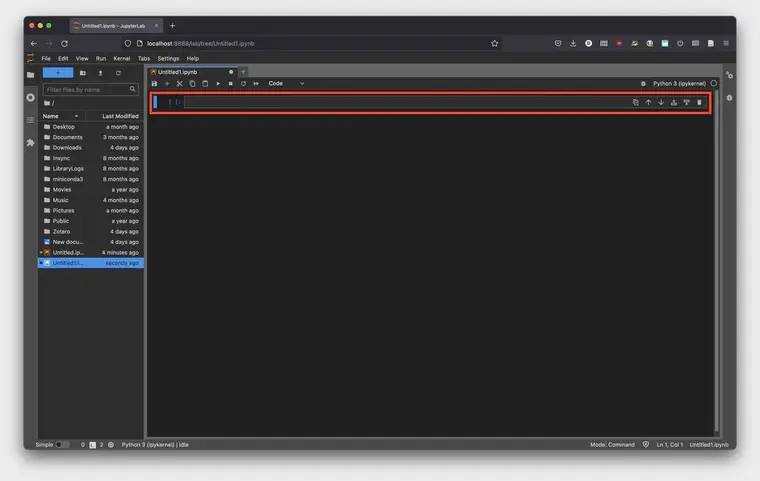 Untitled1.ipynb - JupyterLab
localhost:8888/lab/tree/Untitled1.ipynb
File Edit View Run Kernel Tabs Settings Help
Untitled1.ipynb
Code
Python 3 (ipykernel)
Filter files by name
/
Name Last Modified
Desktop a month ago
Documents 3 months ago
Downloads 4 days ago
Insync 8 months ago
LibraryLogs 8 months ago
miniconda3 8 months ago
Movies a year ago
Music 4 months ago
Pictures a month ago
Public a year ago
Zotero 4 days ago
New docu... 4 days ago
Untitled.ip... 4 minutes ago
Untitled1.i... seconds ago
[ ]:
Simple 0 2 Python 3 (ipykernel) | Idle Mode: Command Ln 1, Col 1 Untitled1.ipynb